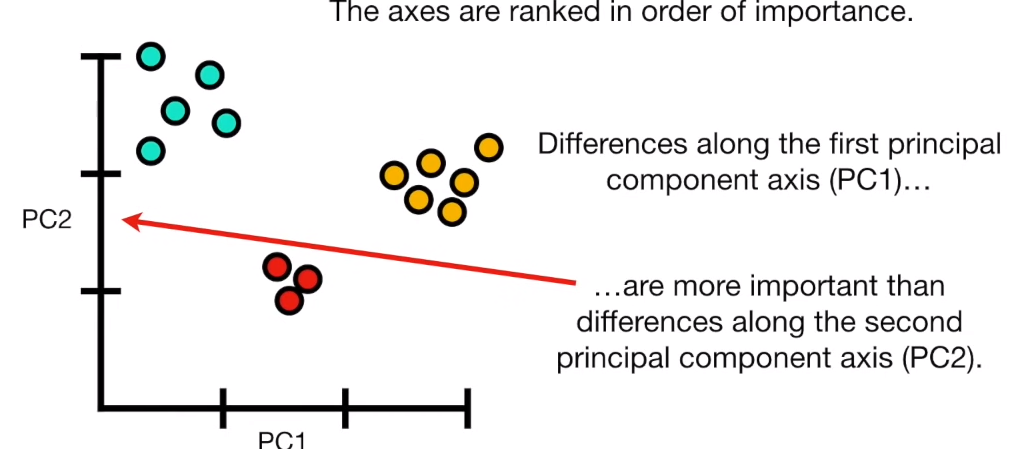 The axes are ranked in order of importance.
Differences along the first principal
component axis (PC1)…
PC2
…are more important than
differences along the second
principal component axis (PC2).
PC1